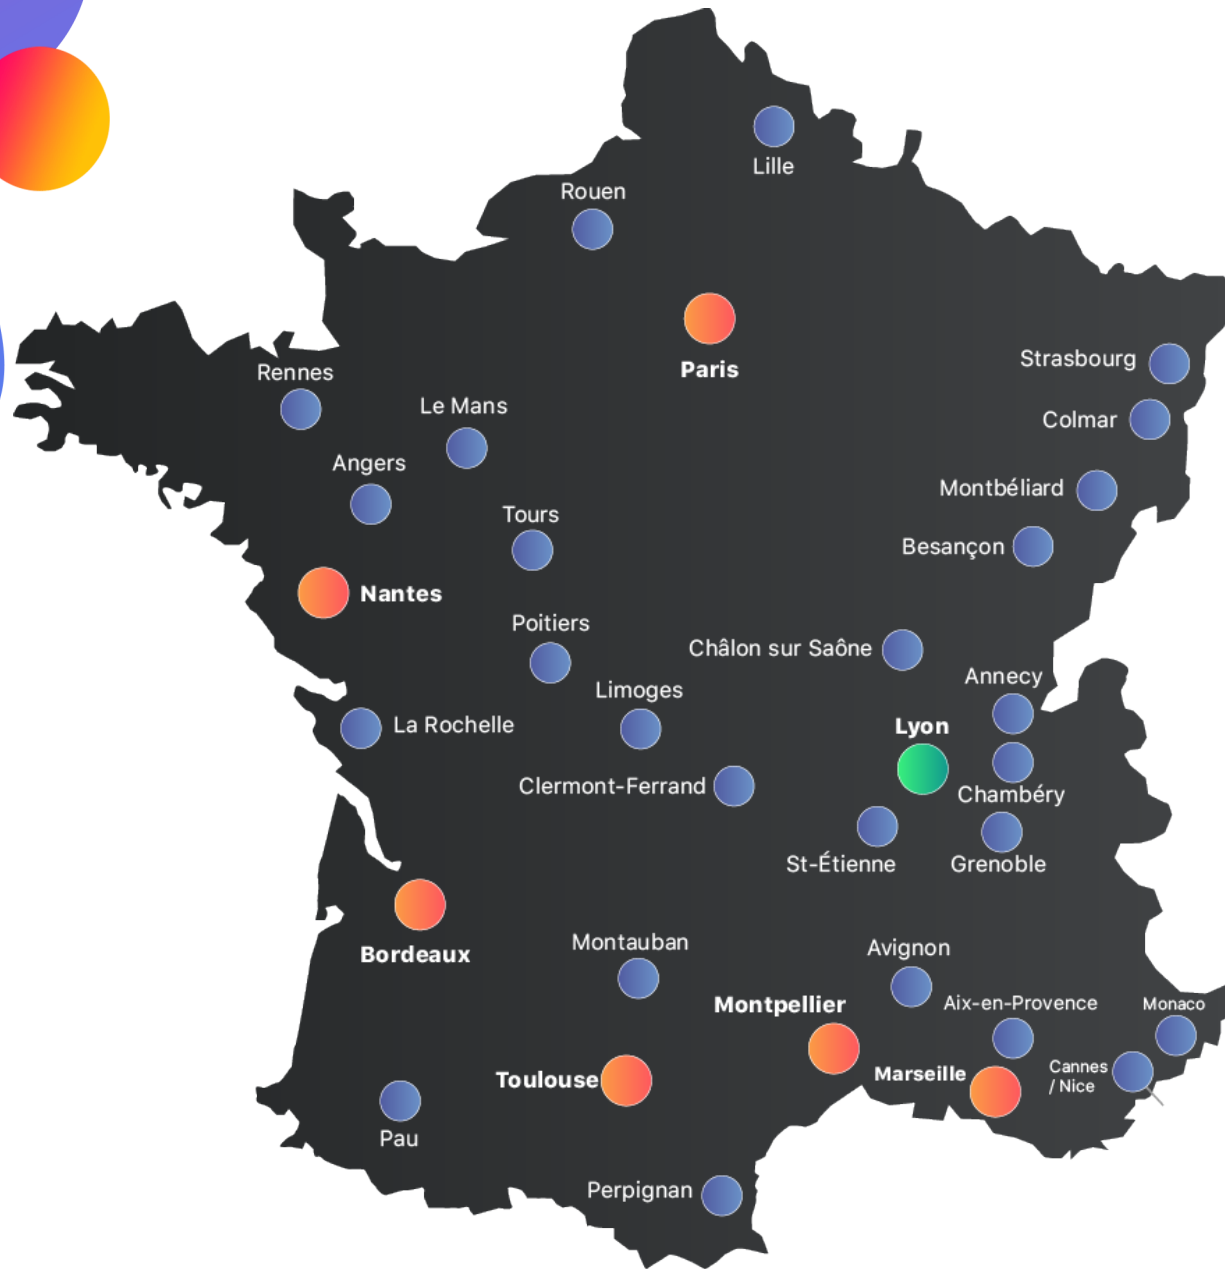 Lille
Rouen
Paris
Strasbourg
Rennes
Le Mans
Colmar
Angers
Montbéliard
Tours
Besançon
Nantes
Poitiers
Châlon sur Saône
Annecy
Limoges
La Rochelle
Lyon
Clermont-Ferrand
Chambéry
St-Étienne
Grenoble
Bordeaux
Montauban
Avignon
Montpellier
Aix-en-Provence
Monaco
Toulouse
Marseille
Cannes
/ Nice
Pau
Perpignan